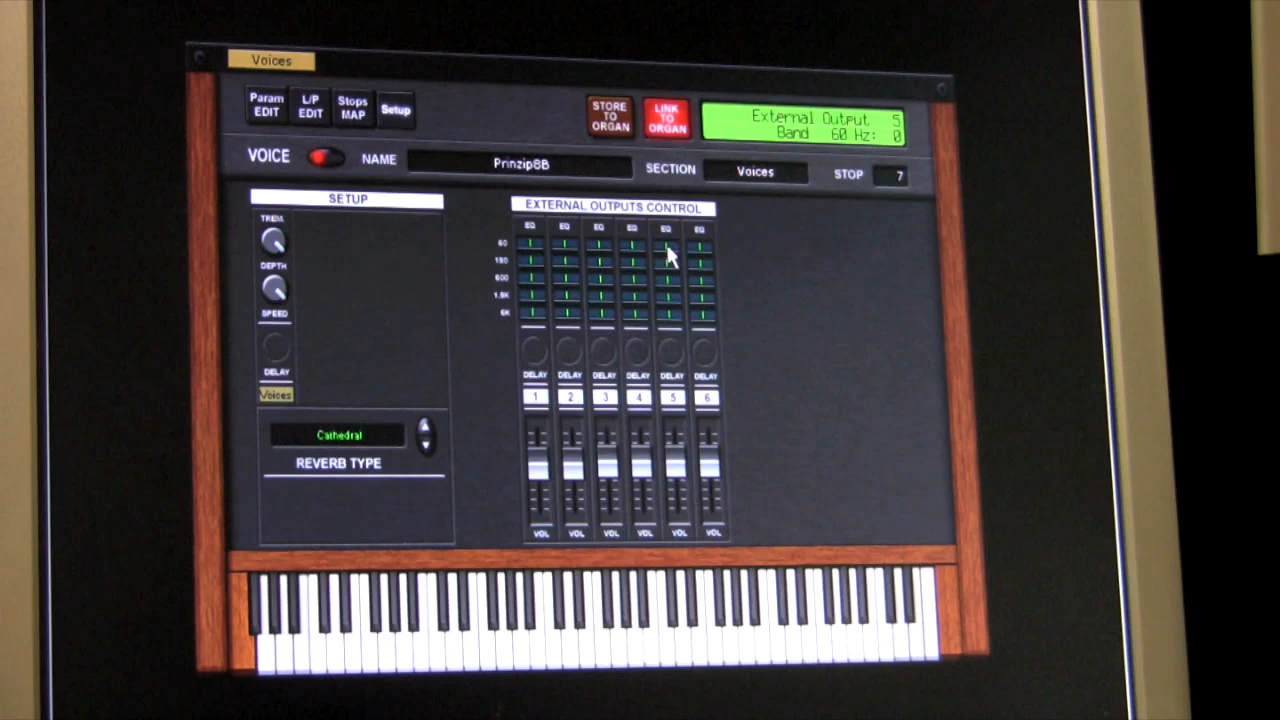 Voices
Param EDIT L/P EDIT Stops MAP Setup STORE TO ORGAN LINK TO ORGAN
External Output 5
Band 60 Hz: 0
VOICE NAME Prinzip8B SECTION Voices STOP 7
SETUP
EXTERNAL OUTPUTS CONTROL
TREM.
EQ EQ EQ EQ EQ EQ
60
150
DEPTH
600
1.9K
SPEED
6K
DELAY
DELAY DELAY DELAY DELAY DELAY DELAY
Voices
1 2 3 4 5 6
Cathedral
REVERB TYPE
VOL VOL VOL VOL VOL VOL